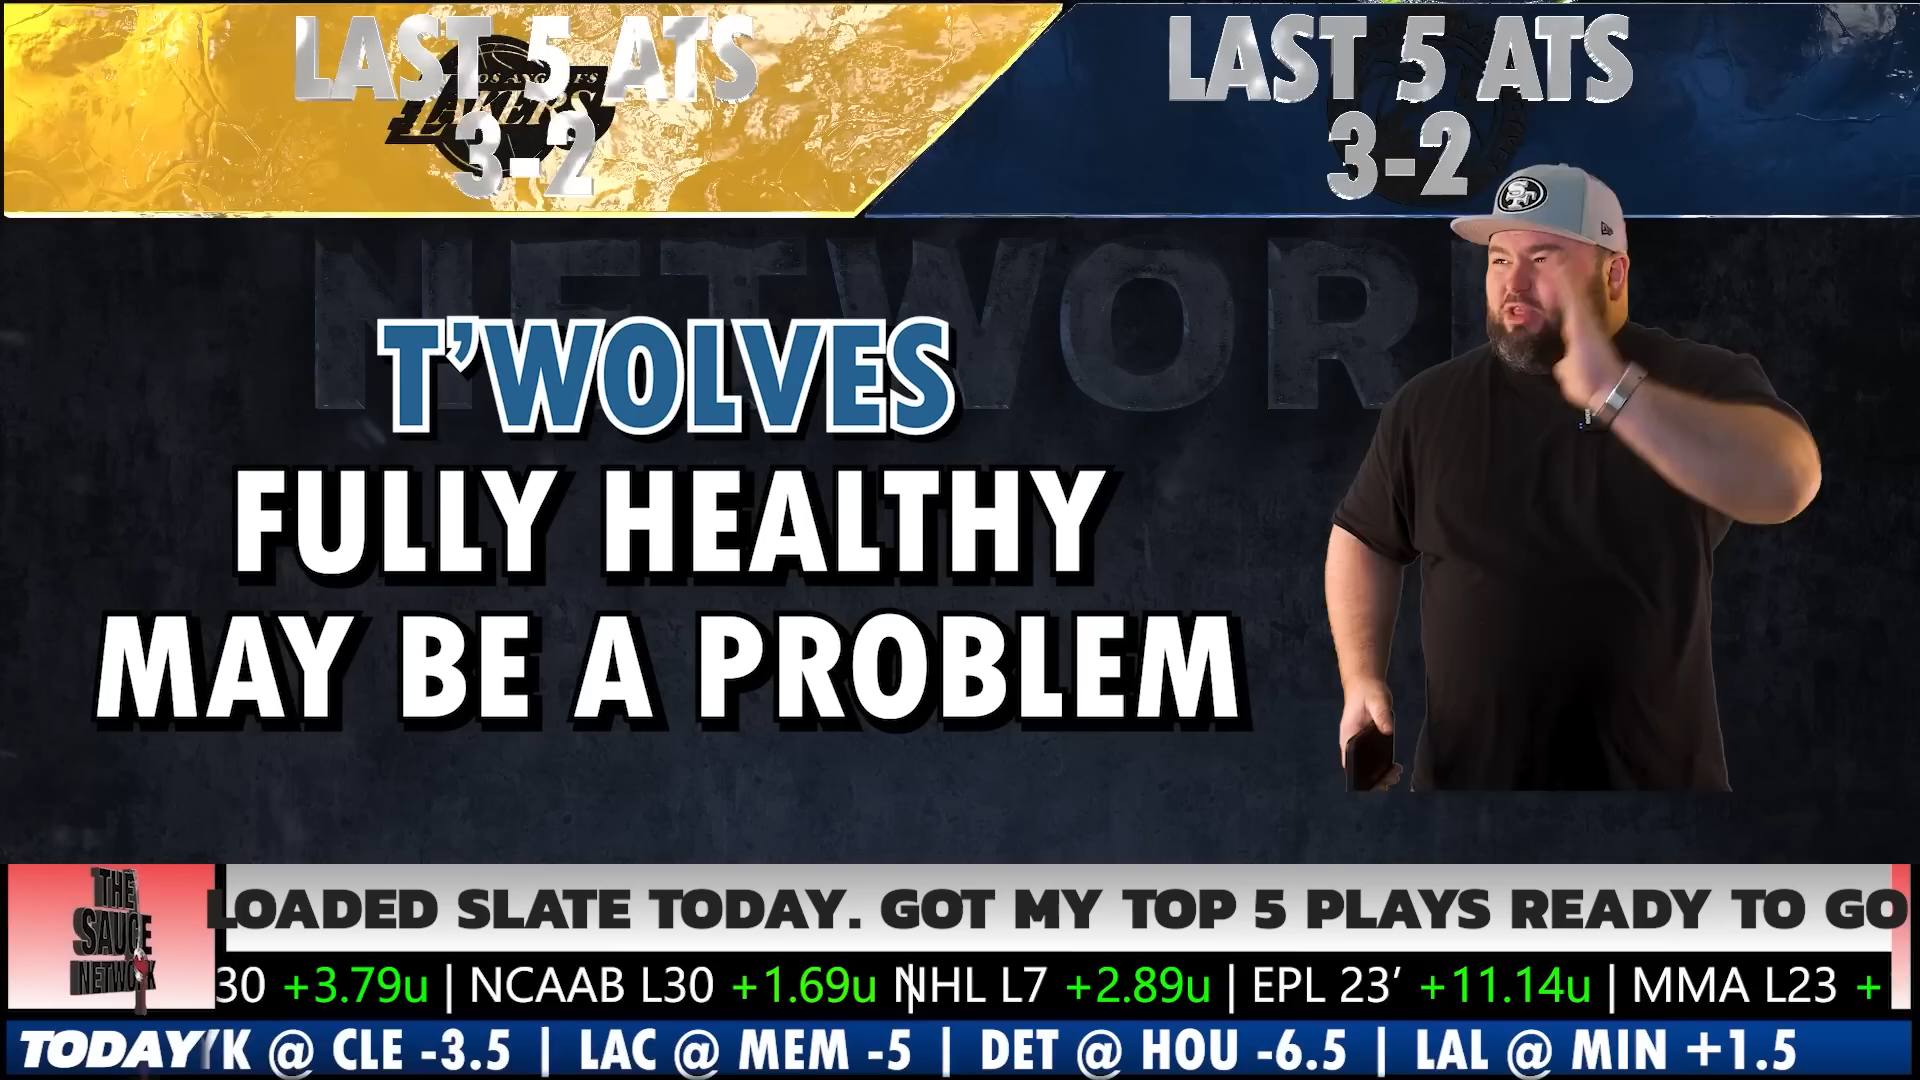 LAST 5 ATS
3-2
LOS ANGELES
LAKERS
LAST 5 ATS
3-2
NETWORK
T'WOLVES
FULLY HEALTHY
MAY BE A PROBLEM
THE
SAUCE
NETWORK
LOADED SLATE TODAY. GOT MY TOP 5 PLAYS READY TO GO
30 +3.79u | NCAAB L30 +1.69u NHL L7 +2.89u | EPL 23’ +11.14u | MMA L23 +
TODAY 'K @ CLE -3.5 | LAC @ MEM -5 | DET @ HOU -6.5 | LAL @ MIN +1.5